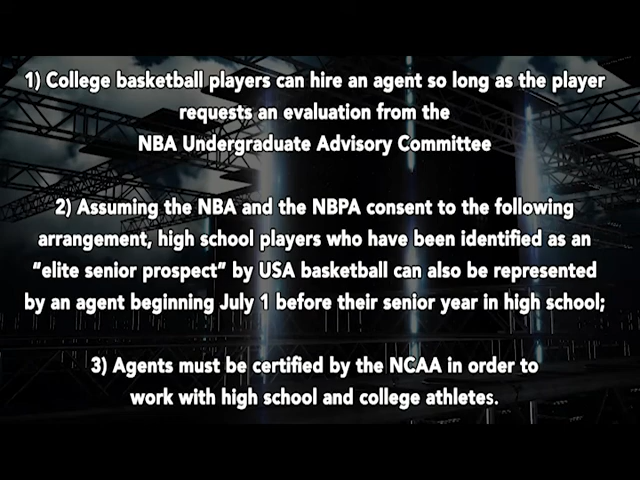 1) College basketball players can hire an agent so long as the player
requests an evaluation from the
NBA Undergraduate Advisory Committee
2) Assuming the NBA and the NBPA consent to the following
arrangement, high school players who have been identified as an
“elite senior prospect” by USA basketball can also be represented
by an agent beginning July 1 before their senior year in high school;
3) Agents must be certified by the NCAA in order to
work with high school and college athletes.